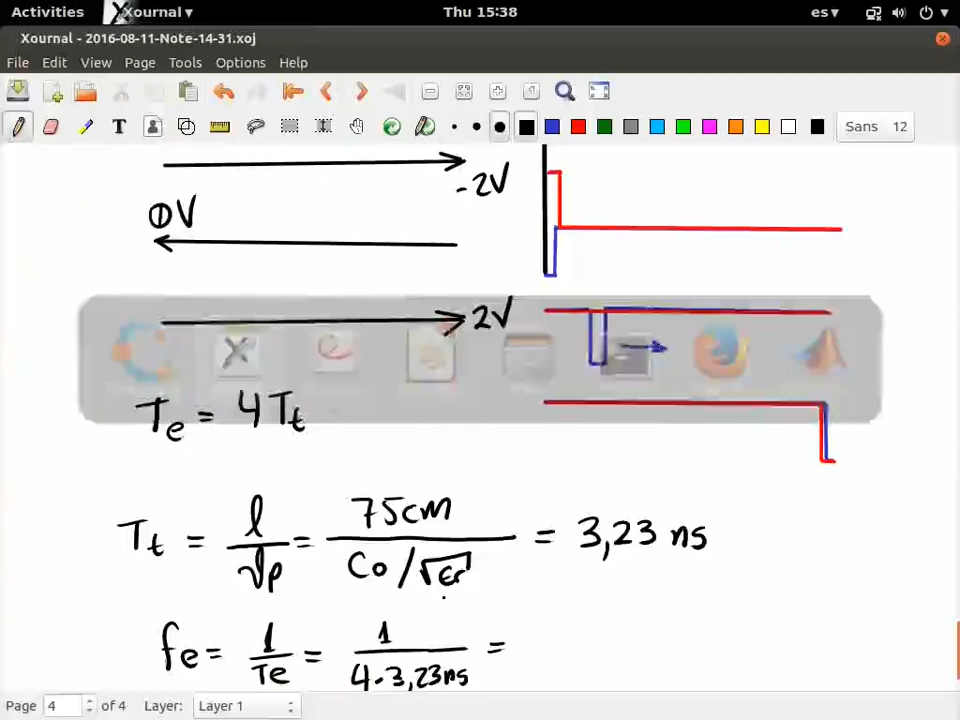 Activities Xournal ▾ Thu 15:38 es ▾
Xournal - 2016-08-11-Note-14-31.xoj
File Edit View Page Tools Options Help
T Sans 12
-2V
0V
2V
Te = 4Tt
Tt = l/vp = 75cm / (Co/√εr) = 3,23 ns
fe = 1/Te = 1/(4·3,23ns) =
Page 4 of 4 Layer: Layer 1